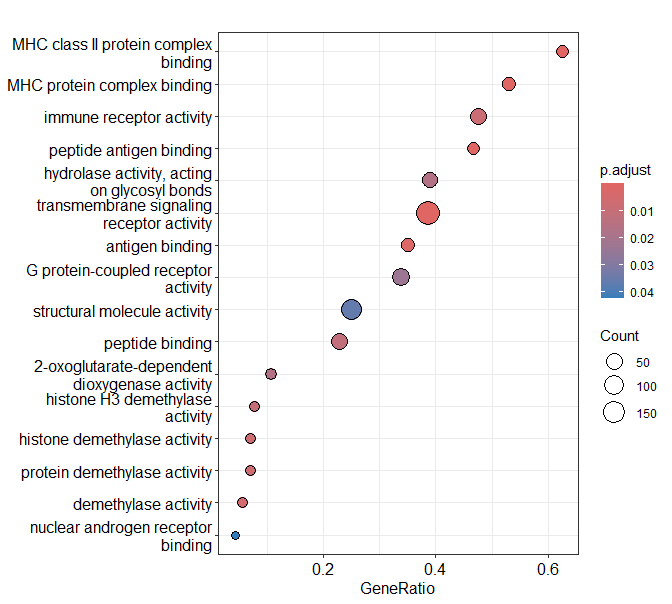 MHC class II protein complex
binding
MHC protein complex binding
immune receptor activity
peptide antigen binding
hydrolase activity, acting
on glycosyl bonds
transmembrane signaling
receptor activity
antigen binding
G protein-coupled receptor
activity
structural molecule activity
peptide binding
2-oxoglutarate-dependent
dioxygenase activity
histone H3 demethylase
activity
histone demethylase activity
protein demethylase activity
demethylase activity
nuclear androgen receptor
binding
0.2
0.4
0.6
GeneRatio
p.adjust
0.01
0.02
0.03
0.04
Count
50
100
150